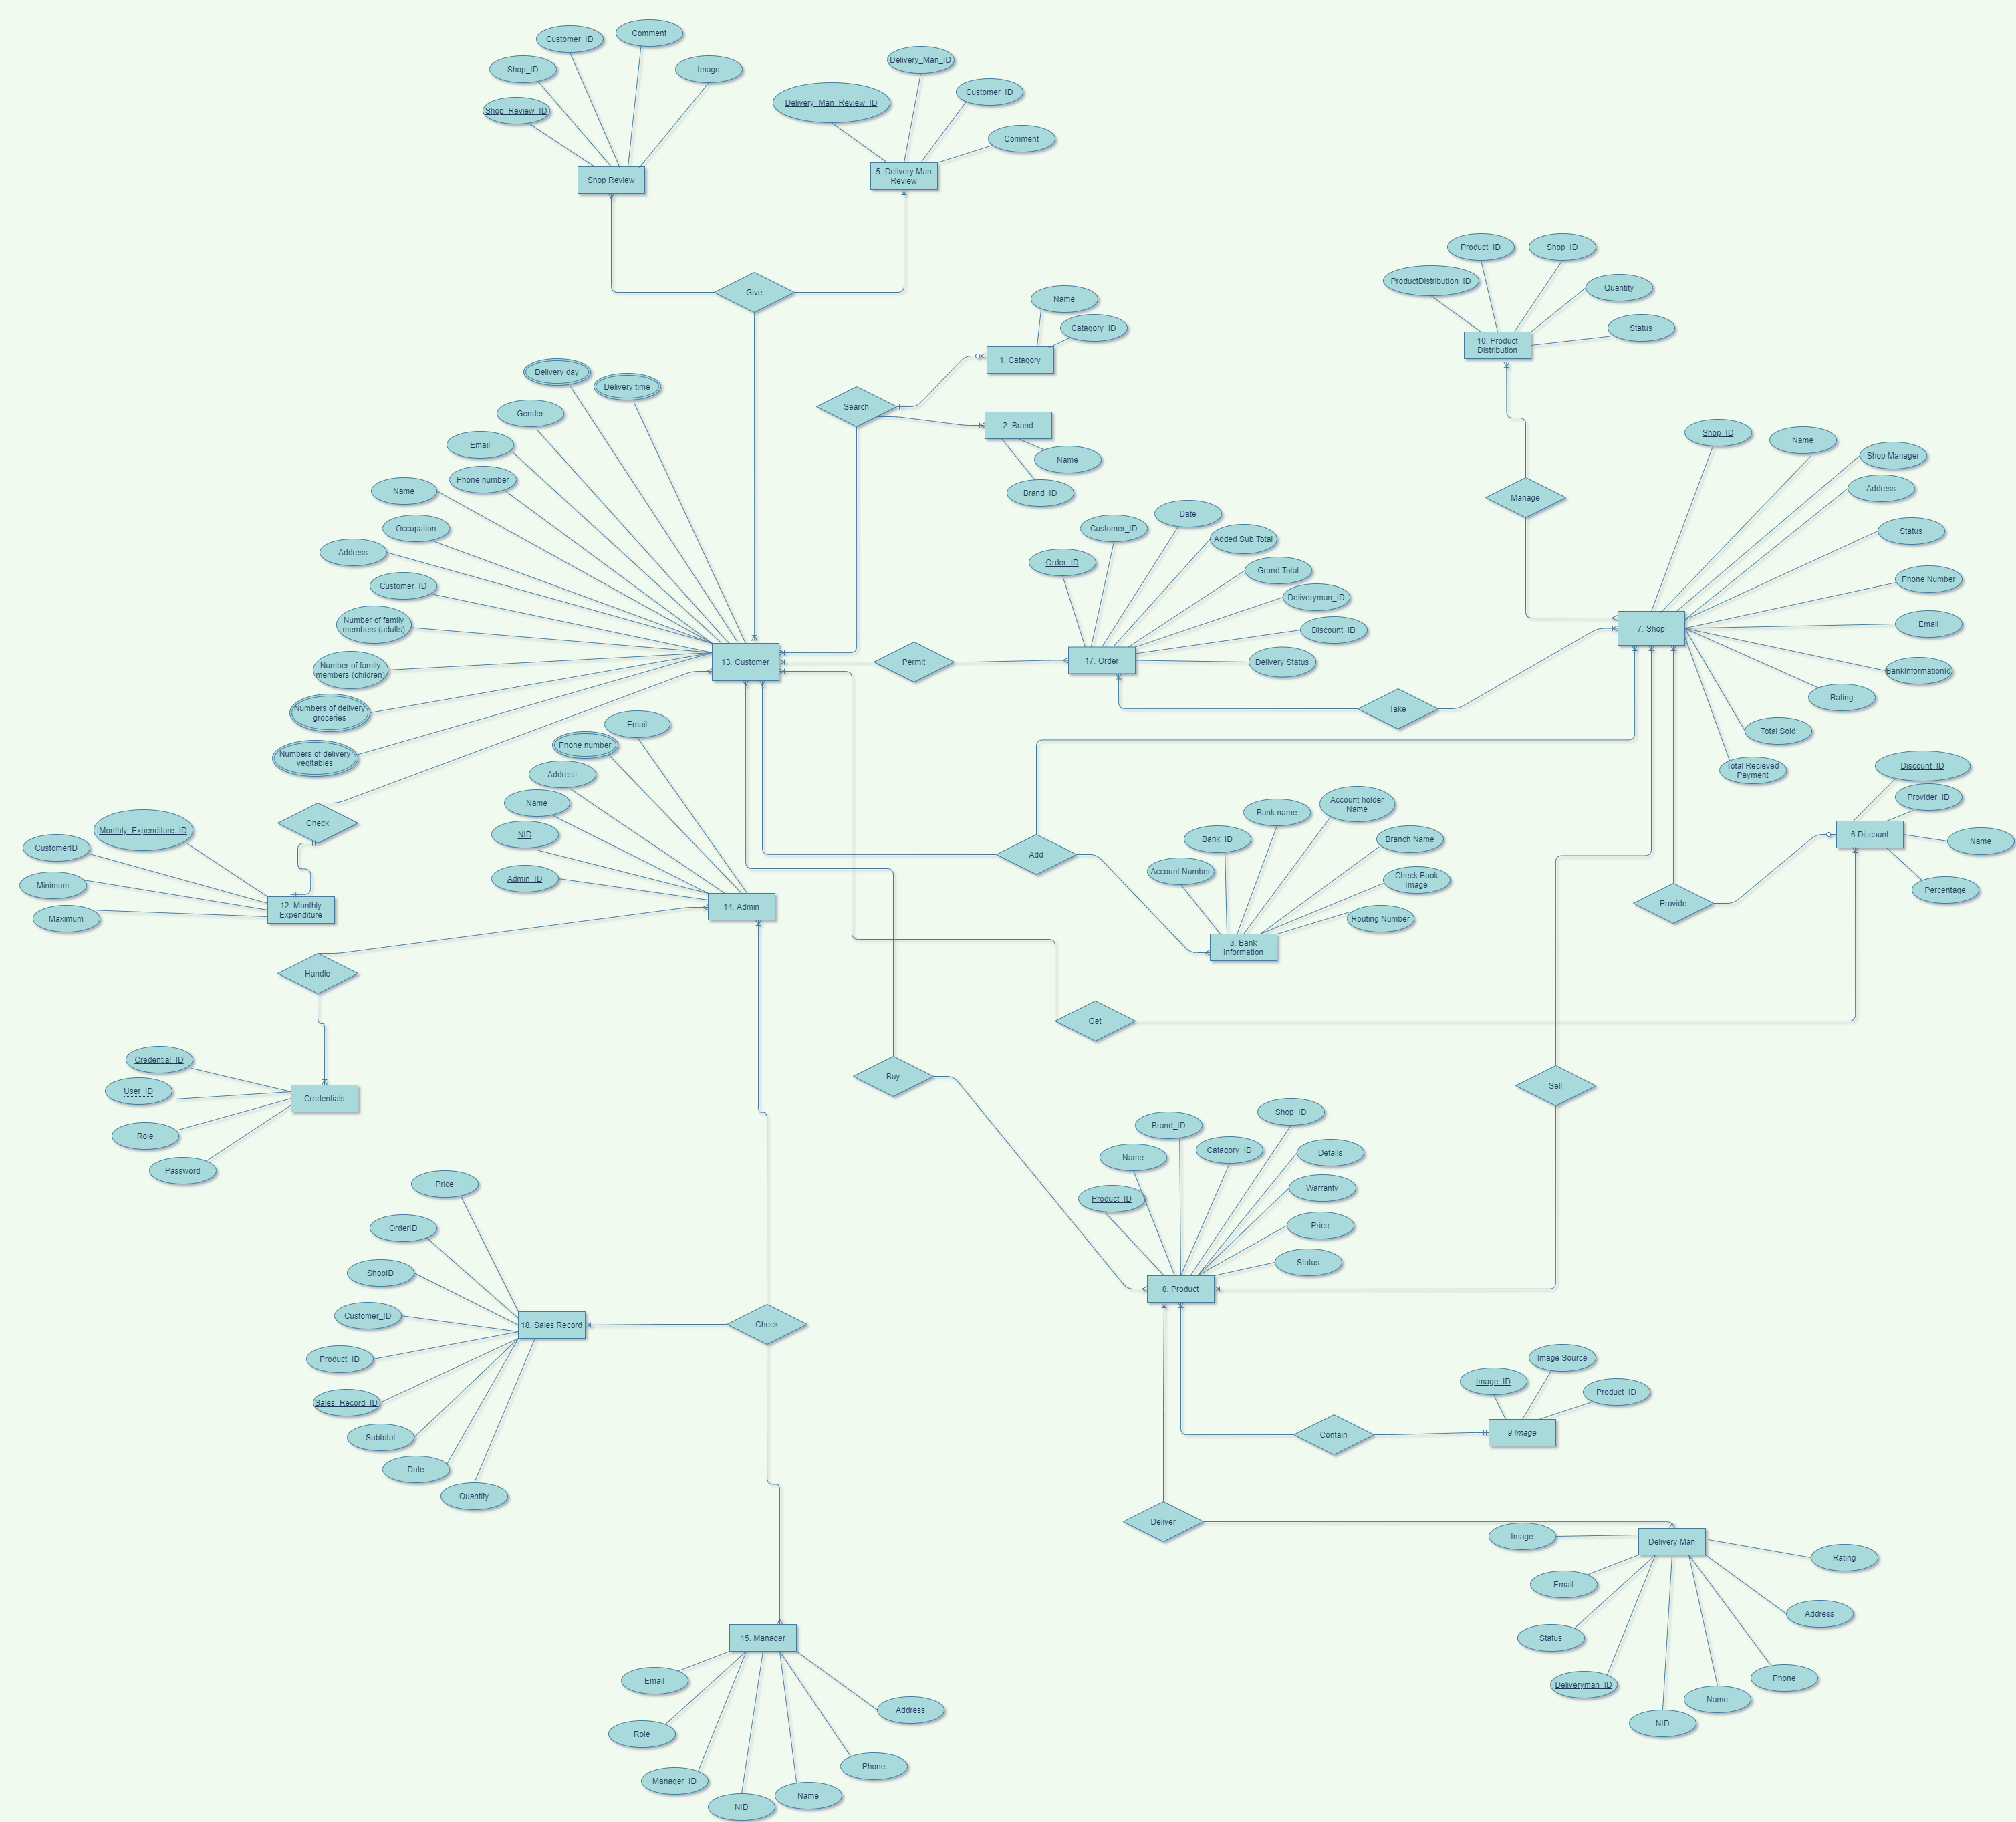 Customer_ID
Comment
Shop_ID
Image
Shop_Review_ID
Shop Review
Delivery_Man_ID
Delivery_Man_Review_ID
Customer_ID
Comment
5. Delivery Man
Review
Give
Product_ID
Shop_ID
ProductDistribution_ID
Quantity
Status
10. Product
Distribution
Manage
Name
Catagory_ID
1. Catagory
Search
2. Brand
Name
Brand_ID
Delivery day
Delivery time
Gender
Email
Phone number
Name
Occupation
Address
Customer_ID
Number of family
members (adults)
Number of family
members (children)
Numbers of delivery
groceries
Numbers of delivery
vegitables
13. Customer
Permit
Date
Customer_ID
Added Sub Total
Order_ID
Grand Total
Deliveryman_ID
Discount_ID
Delivery Status
17. Order
Take
Shop_ID
Name
Shop Manager
Address
Status
Phone Number
Email
BankInformationId
Rating
Total Sold
Total Recieved
Payment
7. Shop
Discount_ID
Provider_ID
Name
Percentage
6.Discount
Provide
Check
Monthly_Expenditure_ID
CustomerID
Minimum
Maximum
12. Monthly
Expenditure
Email
Phone number
Address
Name
NID
Admin_ID
14. Admin
Handle
Add
Account holder
Name
Bank name
Bank_ID
Branch Name
Account Number
Check Book
Image
Routing Number
3. Bank
Information
Get
Buy
Sell
Credential_ID
User_ID
Role
Password
Credentials
Shop_ID
Brand_ID
Name
Catagory_ID
Details
Warranty
Product_ID
Price
Status
8. Product
Price
OrderID
ShopID
Customer_ID
Product_ID
Sales_Record_ID
Subtotal
Date
Quantity
18. Sales Record
Check
Image Source
Image_ID
Product_ID
9.Image
Contain
Deliver
Delivery Man
Image
Rating
Email
Address
Status
Phone
Deliveryman_ID
Name
NID
15. Manager
Email
Address
Role
Phone
Manager_ID
Name
NID